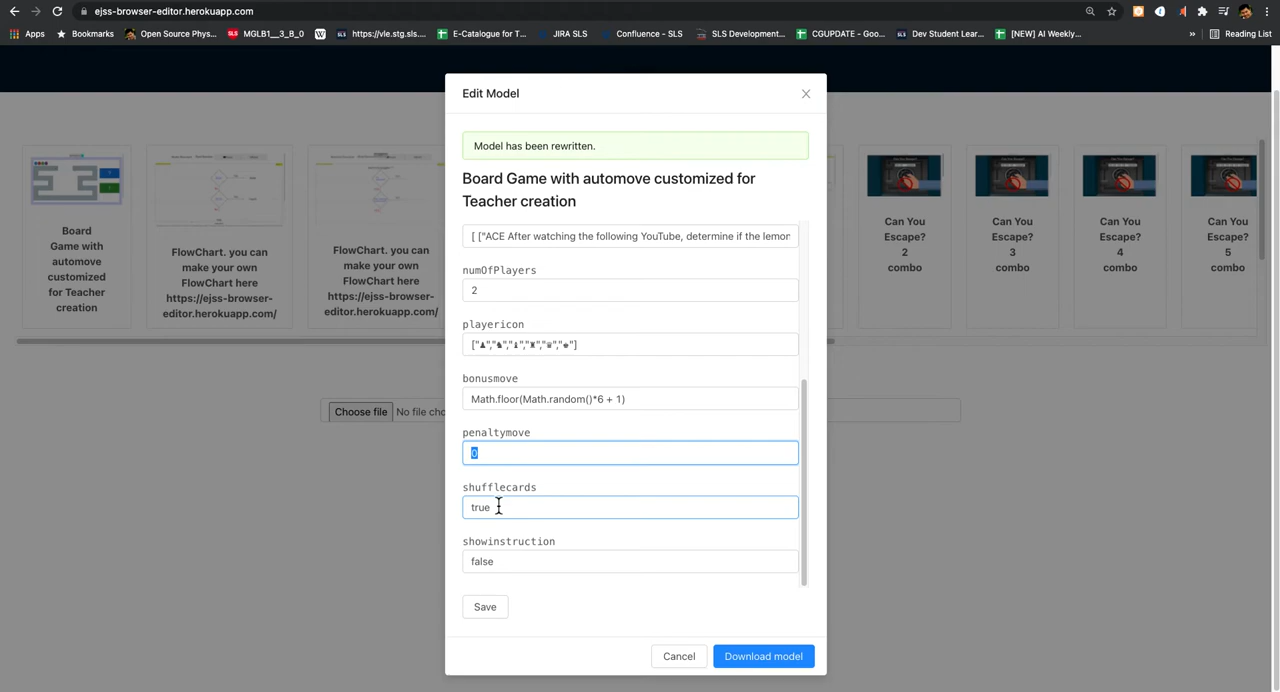 ejss-browser-editor.herokuapp.com
Apps
Bookmarks
Open Source Phys...
MGLB1__3_B_0
https://vle.stg.sls....
E-Catalogue for T...
JIRA SLS
Confluence - SLS
SLS Development...
CGUPDATE - Goo...
Dev Student Lear...
[NEW] AI Weekly...
»
Reading List
Edit Model
Model has been rewritten.
Board Game with automove customized for
Teacher creation
[ ["ACE After watching the following YouTube, determine if the lemon
numOfPlayers
2
playericon
["♟","♞","♝","♜","♛","♚"]
bonusmove
Math.floor(Math.random()*6 + 1)
penaltymove
0
shufflecards
true
showinstruction
false
Save
Cancel
Download model
Board
Game with
automove
customized
for Teacher
creation
FlowChart. you can
make your own
FlowChart here
https://ejss-browser-
editor.herokuapp.com/
FlowChart. you can
make your own
FlowChart here
https://ejss-browser-
editor.herokuapp.com/
Can You
Escape?
2
combo
Can You
Escape?
3
combo
Can You
Escape?
4
combo
Can You
Escape?
5
combo
Choose file
No file cho